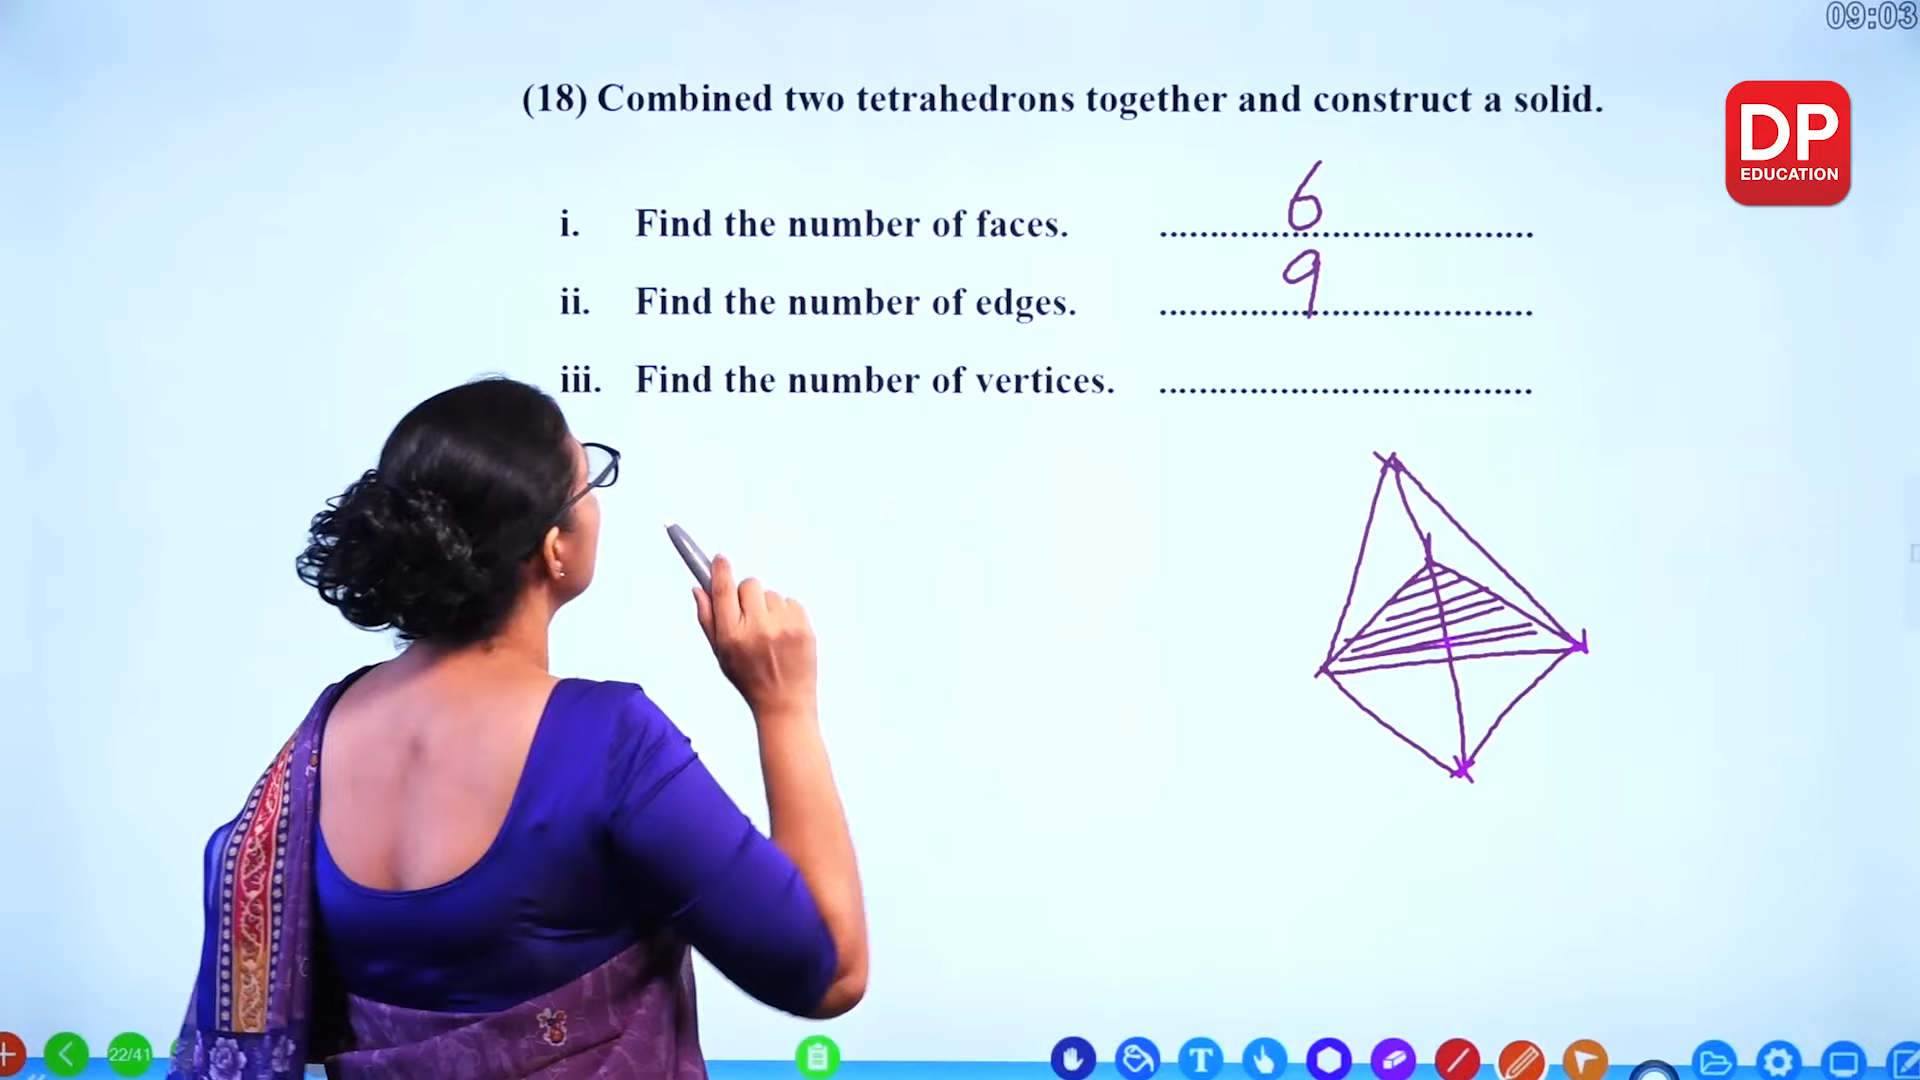 09:03
(18) Combined two tetrahedrons together and construct a solid.
DP
EDUCATION
i. Find the number of faces. .................................... 6
ii. Find the number of edges. .................................... 9
iii. Find the number of vertices. ....................................
22/41
T